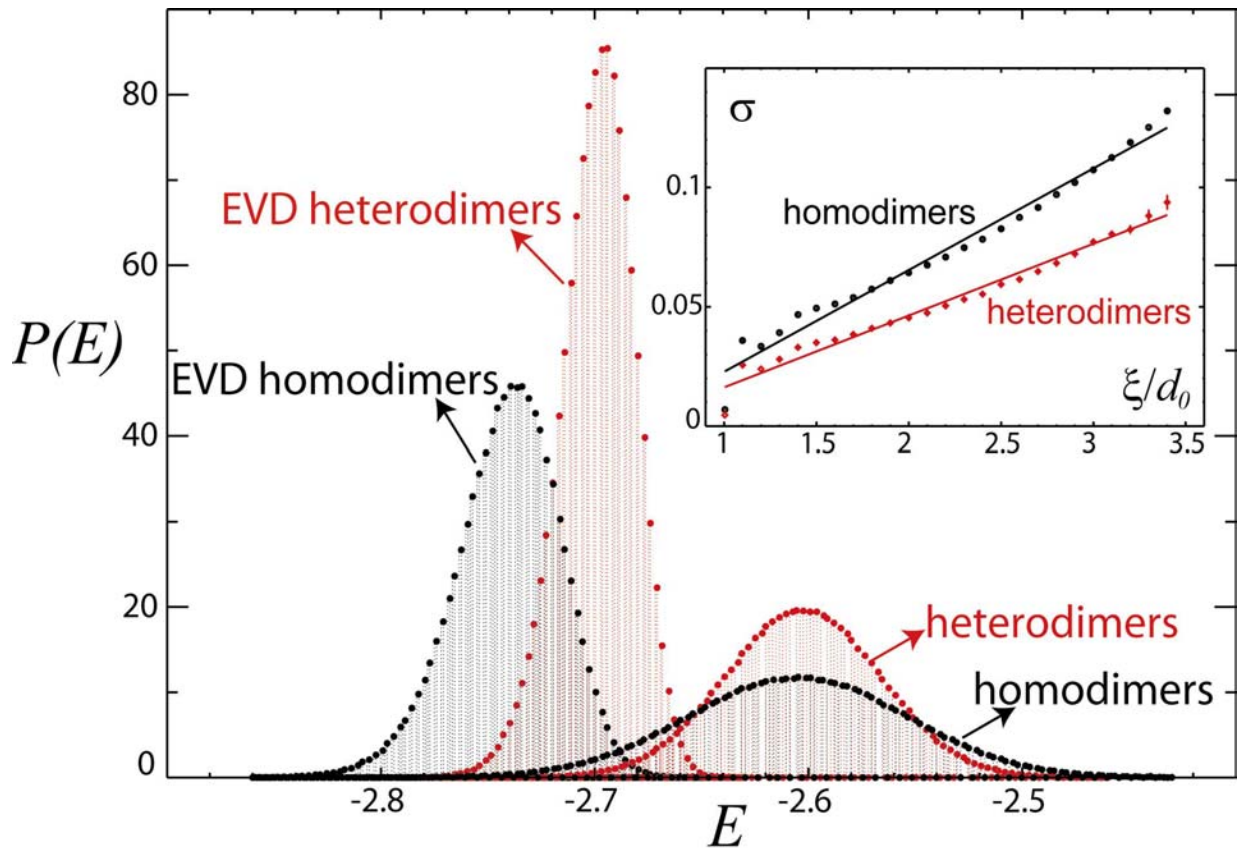 80
60
40
20
0
P(E)
EVD heterodimers
EVD homodimers
heterodimers
homodimers
-2.8
-2.7
-2.6
-2.5
E
σ
0.1
0.05
0
homodimers
heterodimers
ξ/d₀
1
1.5
2
2.5
3
3.5